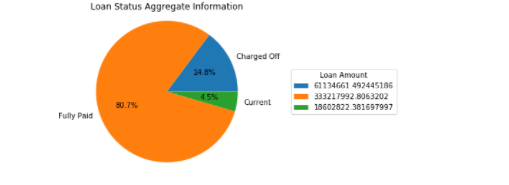 Loan Status Aggregate Information
Charged Off
14.8%
Loan Amount
61134661.492445186
333217992.8063202
18602822.381697997
4.5%
Current
80.7%
Fully Paid